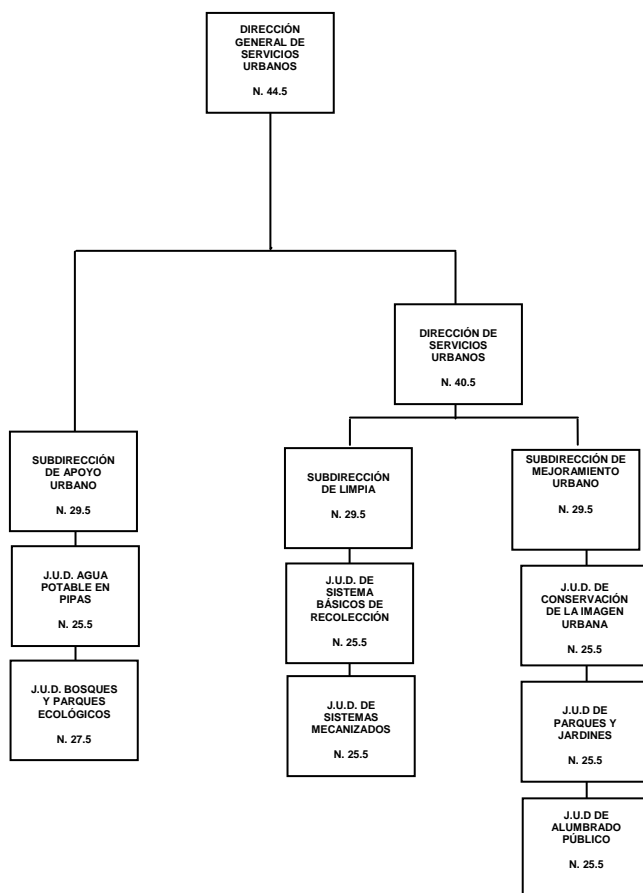 DIRECCIÓN
GENERAL DE
SERVICIOS
URBANOS
N. 44.5
DIRECCIÓN DE
SERVICIOS
URBANOS
N. 40.5
SUBDIRECCIÓN
DE APOYO
URBANO
N. 29.5
SUBDIRECCIÓN
DE LIMPIA
N. 29.5
SUBDIRECCIÓN DE
MEJORAMIENTO
URBANO
N. 29.5
J.U.D. AGUA
POTABLE EN
PIPAS
N. 25.5
J.U.D. DE
SISTEMA
BÁSICOS DE
RECOLECCIÓN
N. 25.5
J.U.D. DE
CONSERVACIÓN
DE LA IMAGEN
URBANA
N. 25.5
J.U.D. BOSQUES
Y PARQUES
ECOLÓGICOS
N. 27.5
J.U.D. DE
SISTEMAS
MECANIZADOS
N. 25.5
J.U.D DE
PARQUES Y
JARDINES
N. 25.5
J.U.D DE
ALUMBRADO
PÚBLICO
N. 25.5